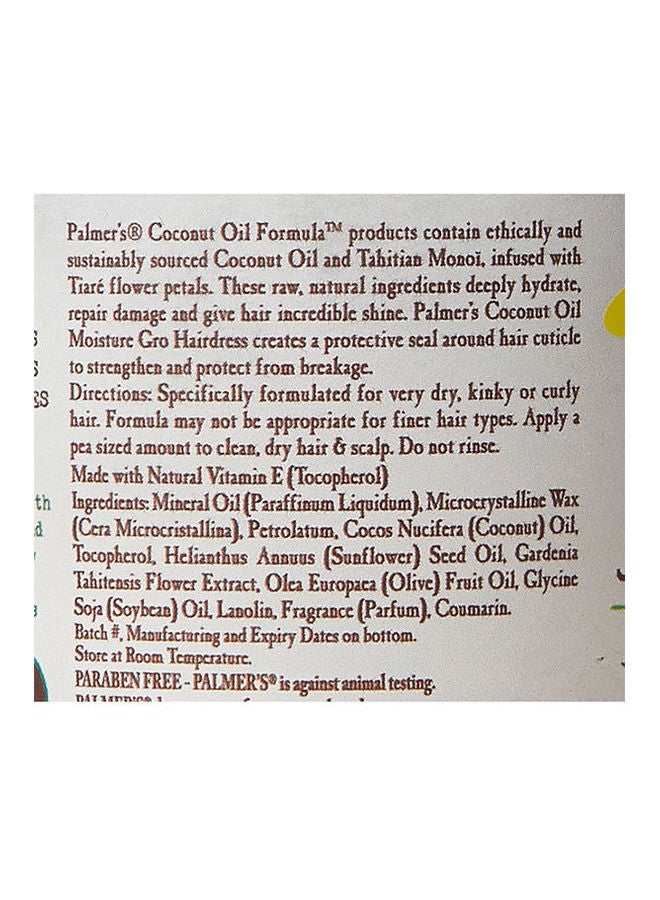 Palmer's® Coconut Oil Formula™ products contain ethically and
sustainably sourced Coconut Oil and Tahitian Monoï, infused with
Tiaré flower petals. These raw, natural ingredients deeply hydrate,
repair damage and give hair incredible shine. Palmer's Coconut Oil
Moisture Gro Hairdress creates a protective seal around hair cuticle
to strengthen and protect from breakage.
Directions: Specifically formulated for very dry, kinky or curly
hair. Formula may not be appropriate for finer hair types. Apply a
pea sized amount to clean, dry hair & scalp. Do not rinse.
Made with Natural Vitamin E (Tocopherol)
Ingredients: Mineral Oil (Paraffinum Liquidum), Microcrystalline Wax
(Cera Microcristallina), Petrolatum, Cocos Nucifera (Coconut) Oil,
Tocopherol, Helianthus Annuus (Sunflower) Seed Oil, Gardenia
Tahitensis Flower Extract, Olea Europaea (Olive) Fruit Oil, Glycine
Soja (Soybean) Oil, Lanolin, Fragrance (Parfum), Coumarin.
Batch #, Manufacturing and Expiry Dates on bottom.
Store at Room Temperature.
PARABEN FREE - PALMER'S® is against animal testing.